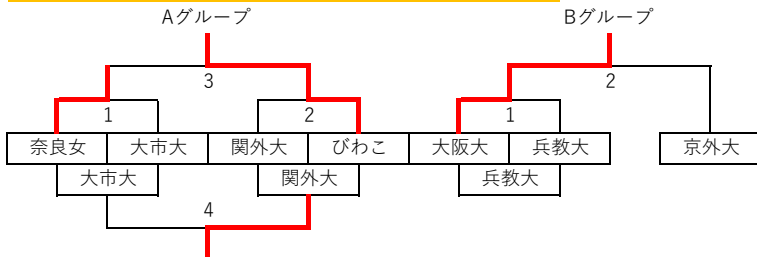 Aグループ Bグループ
3 2
1 2 1
奈良女 大市大 関外大 びわこ 大阪大 兵教大 京外大
大市大 関外大 兵教大
4